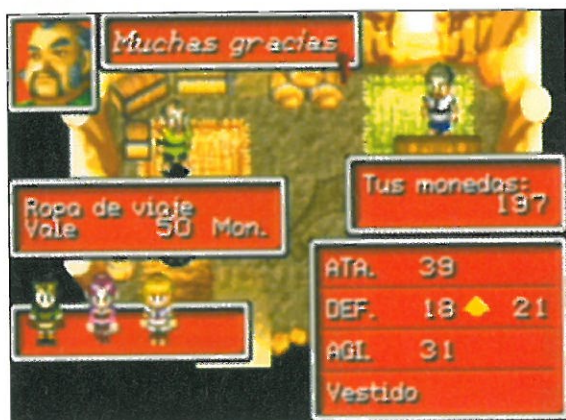 Muchas gracias
Tus monedas:
197
Ropa de viaje
Vale 50 Mon.
ATA. 39
DEF. 18 21
AGI. 31
Vestido